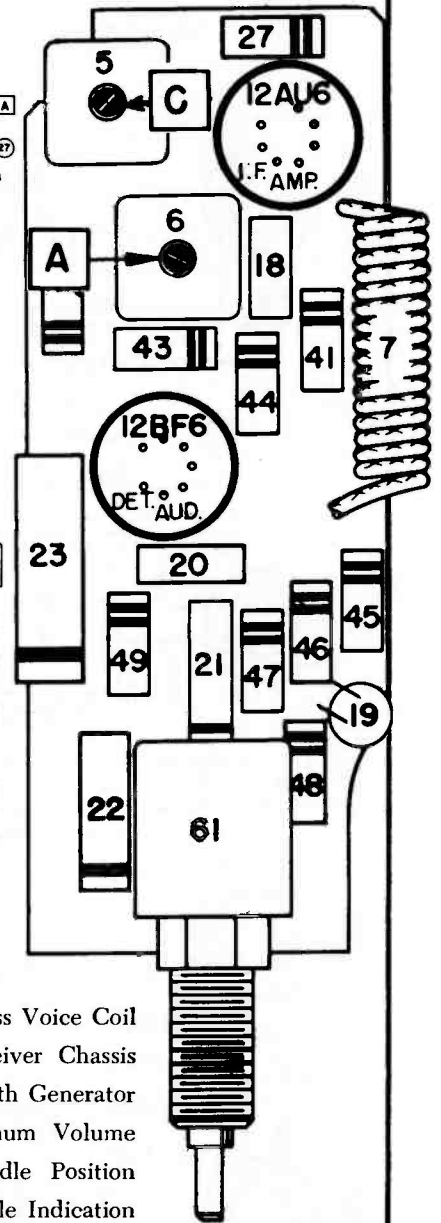 27
5
C
12AU6
A
27
I.F. AMP.
6
A
18
7
43
41
44
12BF6
DET. AUD.
23
20
45
46
49
21
47
19
48
22
61
ss Voice Coil
eiver Chassis
th Generator
num Volume
dle Position
le Indication